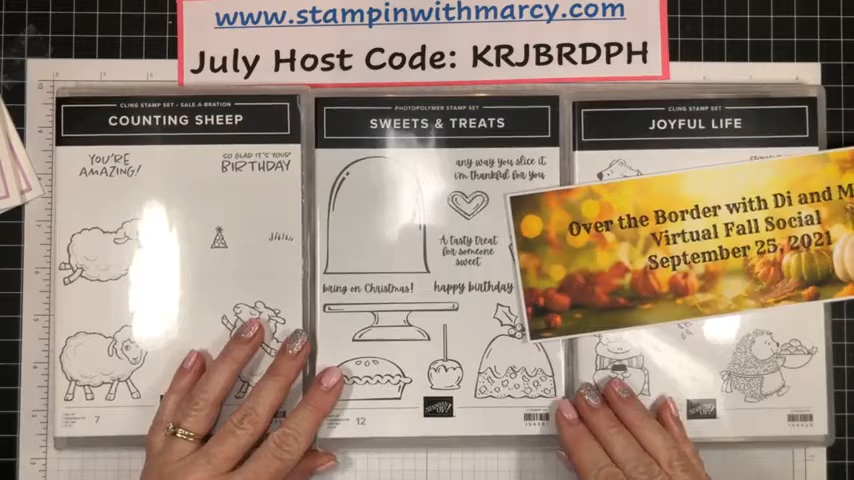 www.stampinwithmarcy.com
July Host Code: KRJBRDPH
CLING STAMP SET • SALE-A-BRATION
COUNTING SHEEP
YOU'RE
AMAZING!
SO GLAD IT'S YOUR
BIRTHDAY
7
PHOTOPOLYMER STAMP SET
SWEETS & TREATS
any way you slice it,
i'm thankful for you
A tasty treat
for someone
sweet
bring on Christmas!
happy birthday
12
STAMPIN' UP!
CLING STAMP SET
JOYFUL LIFE
Over the Border with Di and M
Virtual Fall Social
September 25, 2021